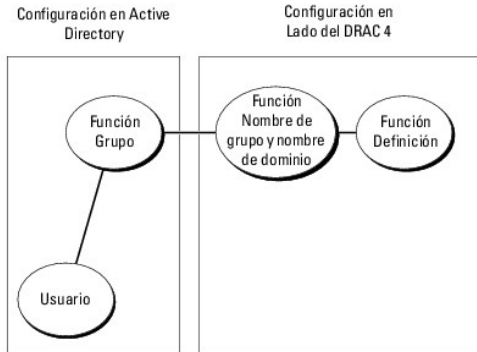 Configuración en Active
Directory
Configuración en
Lado del DRAC 4
Función
Grupo
Función
Nombre de
grupo y nombre
de dominio
Función
Definición
Usuario